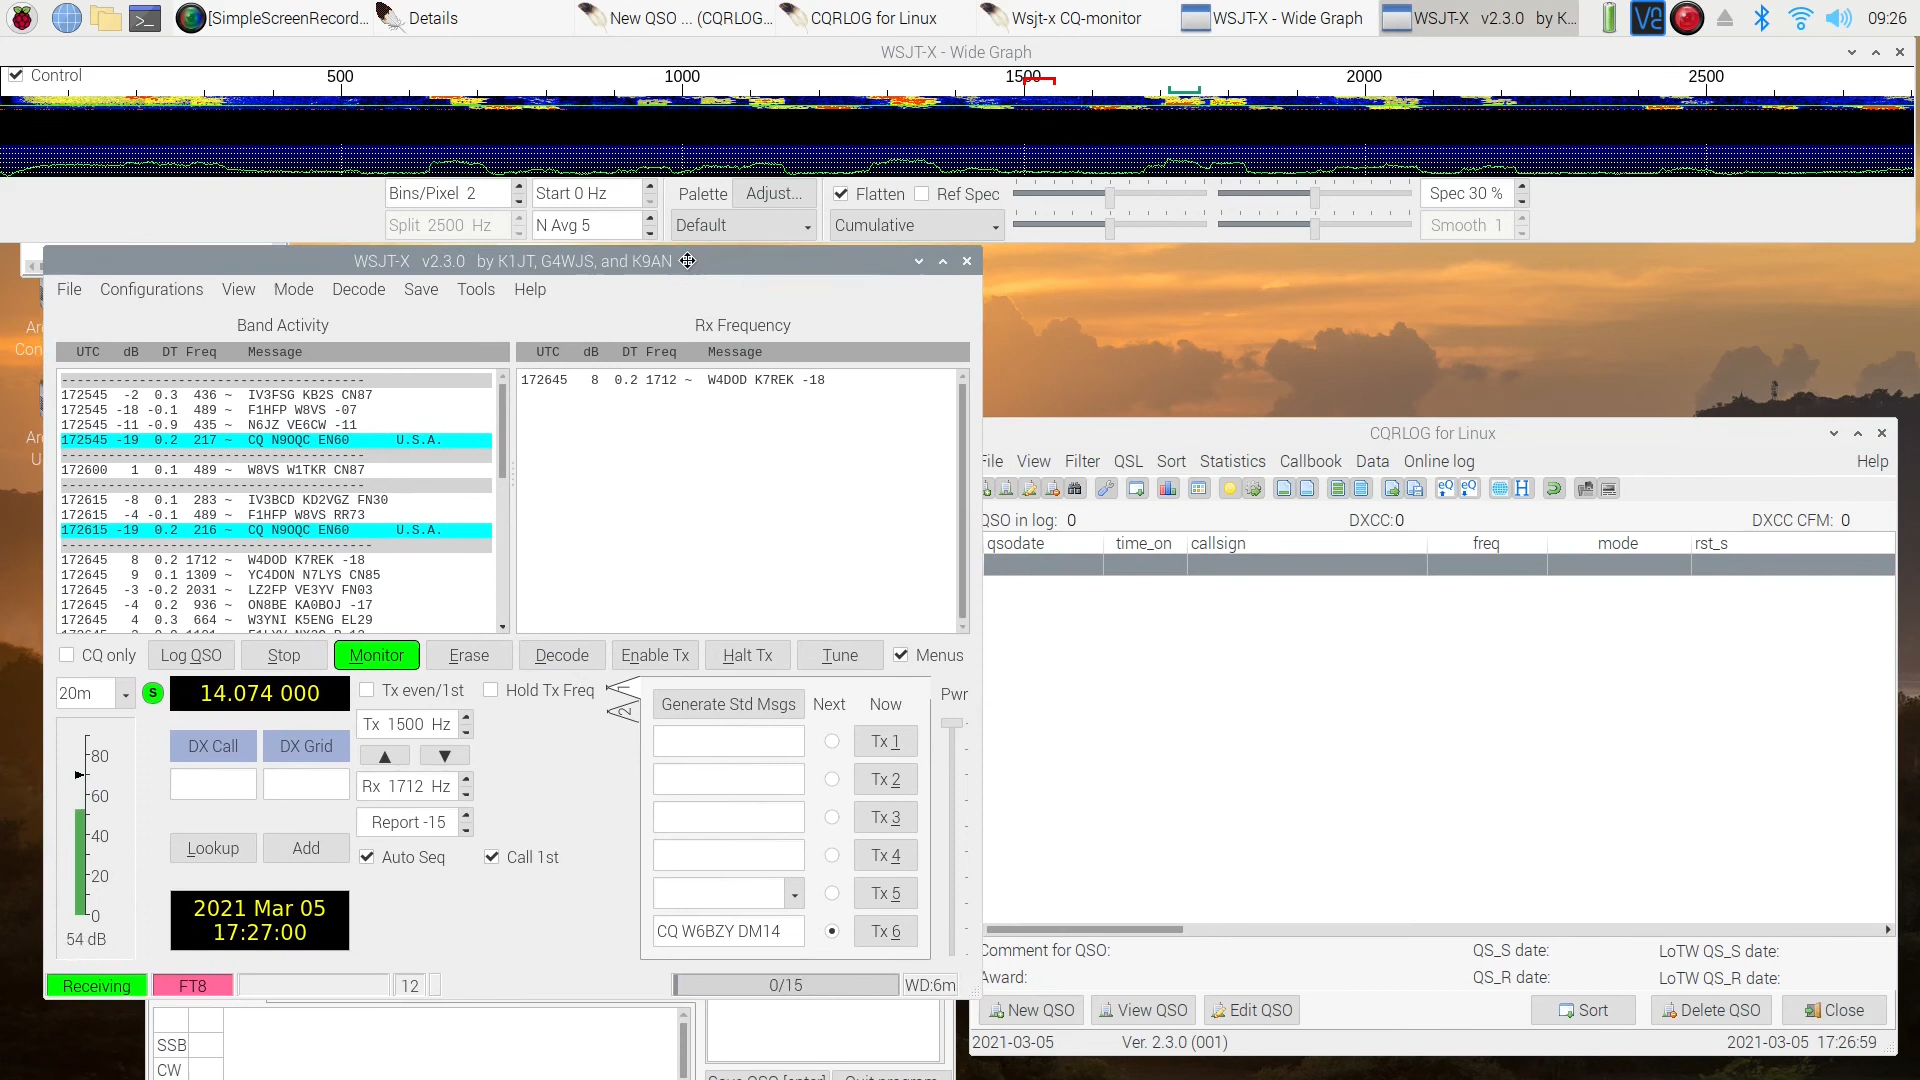 [SimpleScreenRecord... Details New QSO ... (CQRLOG... CQRLOG for Linux Wsjt-x CQ-monitor WSJT-X - Wide Graph WSJT-X v2.3.0 by K... 09:26
WSJT-X - Wide Graph
Control 500 1000 1500 2000 2500
Bins/Pixel 2 Start 0 Hz Palette Adjust... Flatten Ref Spec Spec 30 %
Split 2500 Hz N Avg 5 Default Cumulative Smooth 1
WSJT-X v2.3.0 by K1JT, G4WJS, and K9AN
File Configurations View Mode Decode Save Tools Help
Band Activity
UTC dB DT Freq Message
172545 -2 0.3 436 ~ IV3FSG KB2S CN87
172545 -18 -0.1 489 ~ F1HFP W8VS -07
172545 -11 -0.9 435 ~ N6JZ VE6CW -11
172545 -19 0.2 217 ~ CQ N9OQC EN60 U.S.A.
172600 1 0.1 489 ~ W8VS W1TKR CN87
172615 -8 0.1 283 ~ IV3BCD KD2VGZ FN30
172615 -4 -0.1 489 ~ F1HFP W8VS RR73
172615 -19 0.2 216 ~ CQ N9OQC EN60 U.S.A.
172645 8 0.2 1712 ~ W4DOD K7REK -18
172645 9 0.1 1309 ~ YC4DON N7LYS CN85
172645 -3 -0.2 2031 ~ LZ2FP VE3YV FN03
172645 -4 0.2 936 ~ ON8BE KA0BOJ -17
172645 4 0.3 664 ~ W3YNI K5ENG EL29
Rx Frequency
UTC dB DT Freq Message
172645 8 0.2 1712 ~ W4DOD K7REK -18
CQ only Log QSO Stop Monitor Erase Decode Enable Tx Halt Tx Tune Menus
20m S 14.074 000 Tx even/1st Hold Tx Freq
Tx 1500 Hz
DX Call DX Grid
Rx 1712 Hz
Report -15
Lookup Add Auto Seq Call 1st
2021 Mar 05
17:27:00
80
60
40
20
0
54 dB
1
2
Generate Std Msgs Next Now Pwr
Tx 1
Tx 2
Tx 3
Tx 4
Tx 5
CQ W6BZY DM14 Tx 6
Receiving FT8 12 0/15 WD:6m
SSB
CW
CQRLOG for Linux
File View Filter QSL Sort Statistics Callbook Data Online log Help
QSO in log: 0 DXCC:0 DXCC CFM: 0
qsodate time_on callsign freq mode rst_s
Comment for QSO: QS_S date: LoTW QS_S date:
Award: QS_R date: LoTW QS_R date:
New QSO View QSO Edit QSO Sort Delete QSO Close
2021-03-05 Ver. 2.3.0 (001) 2021-03-05 17:26:59